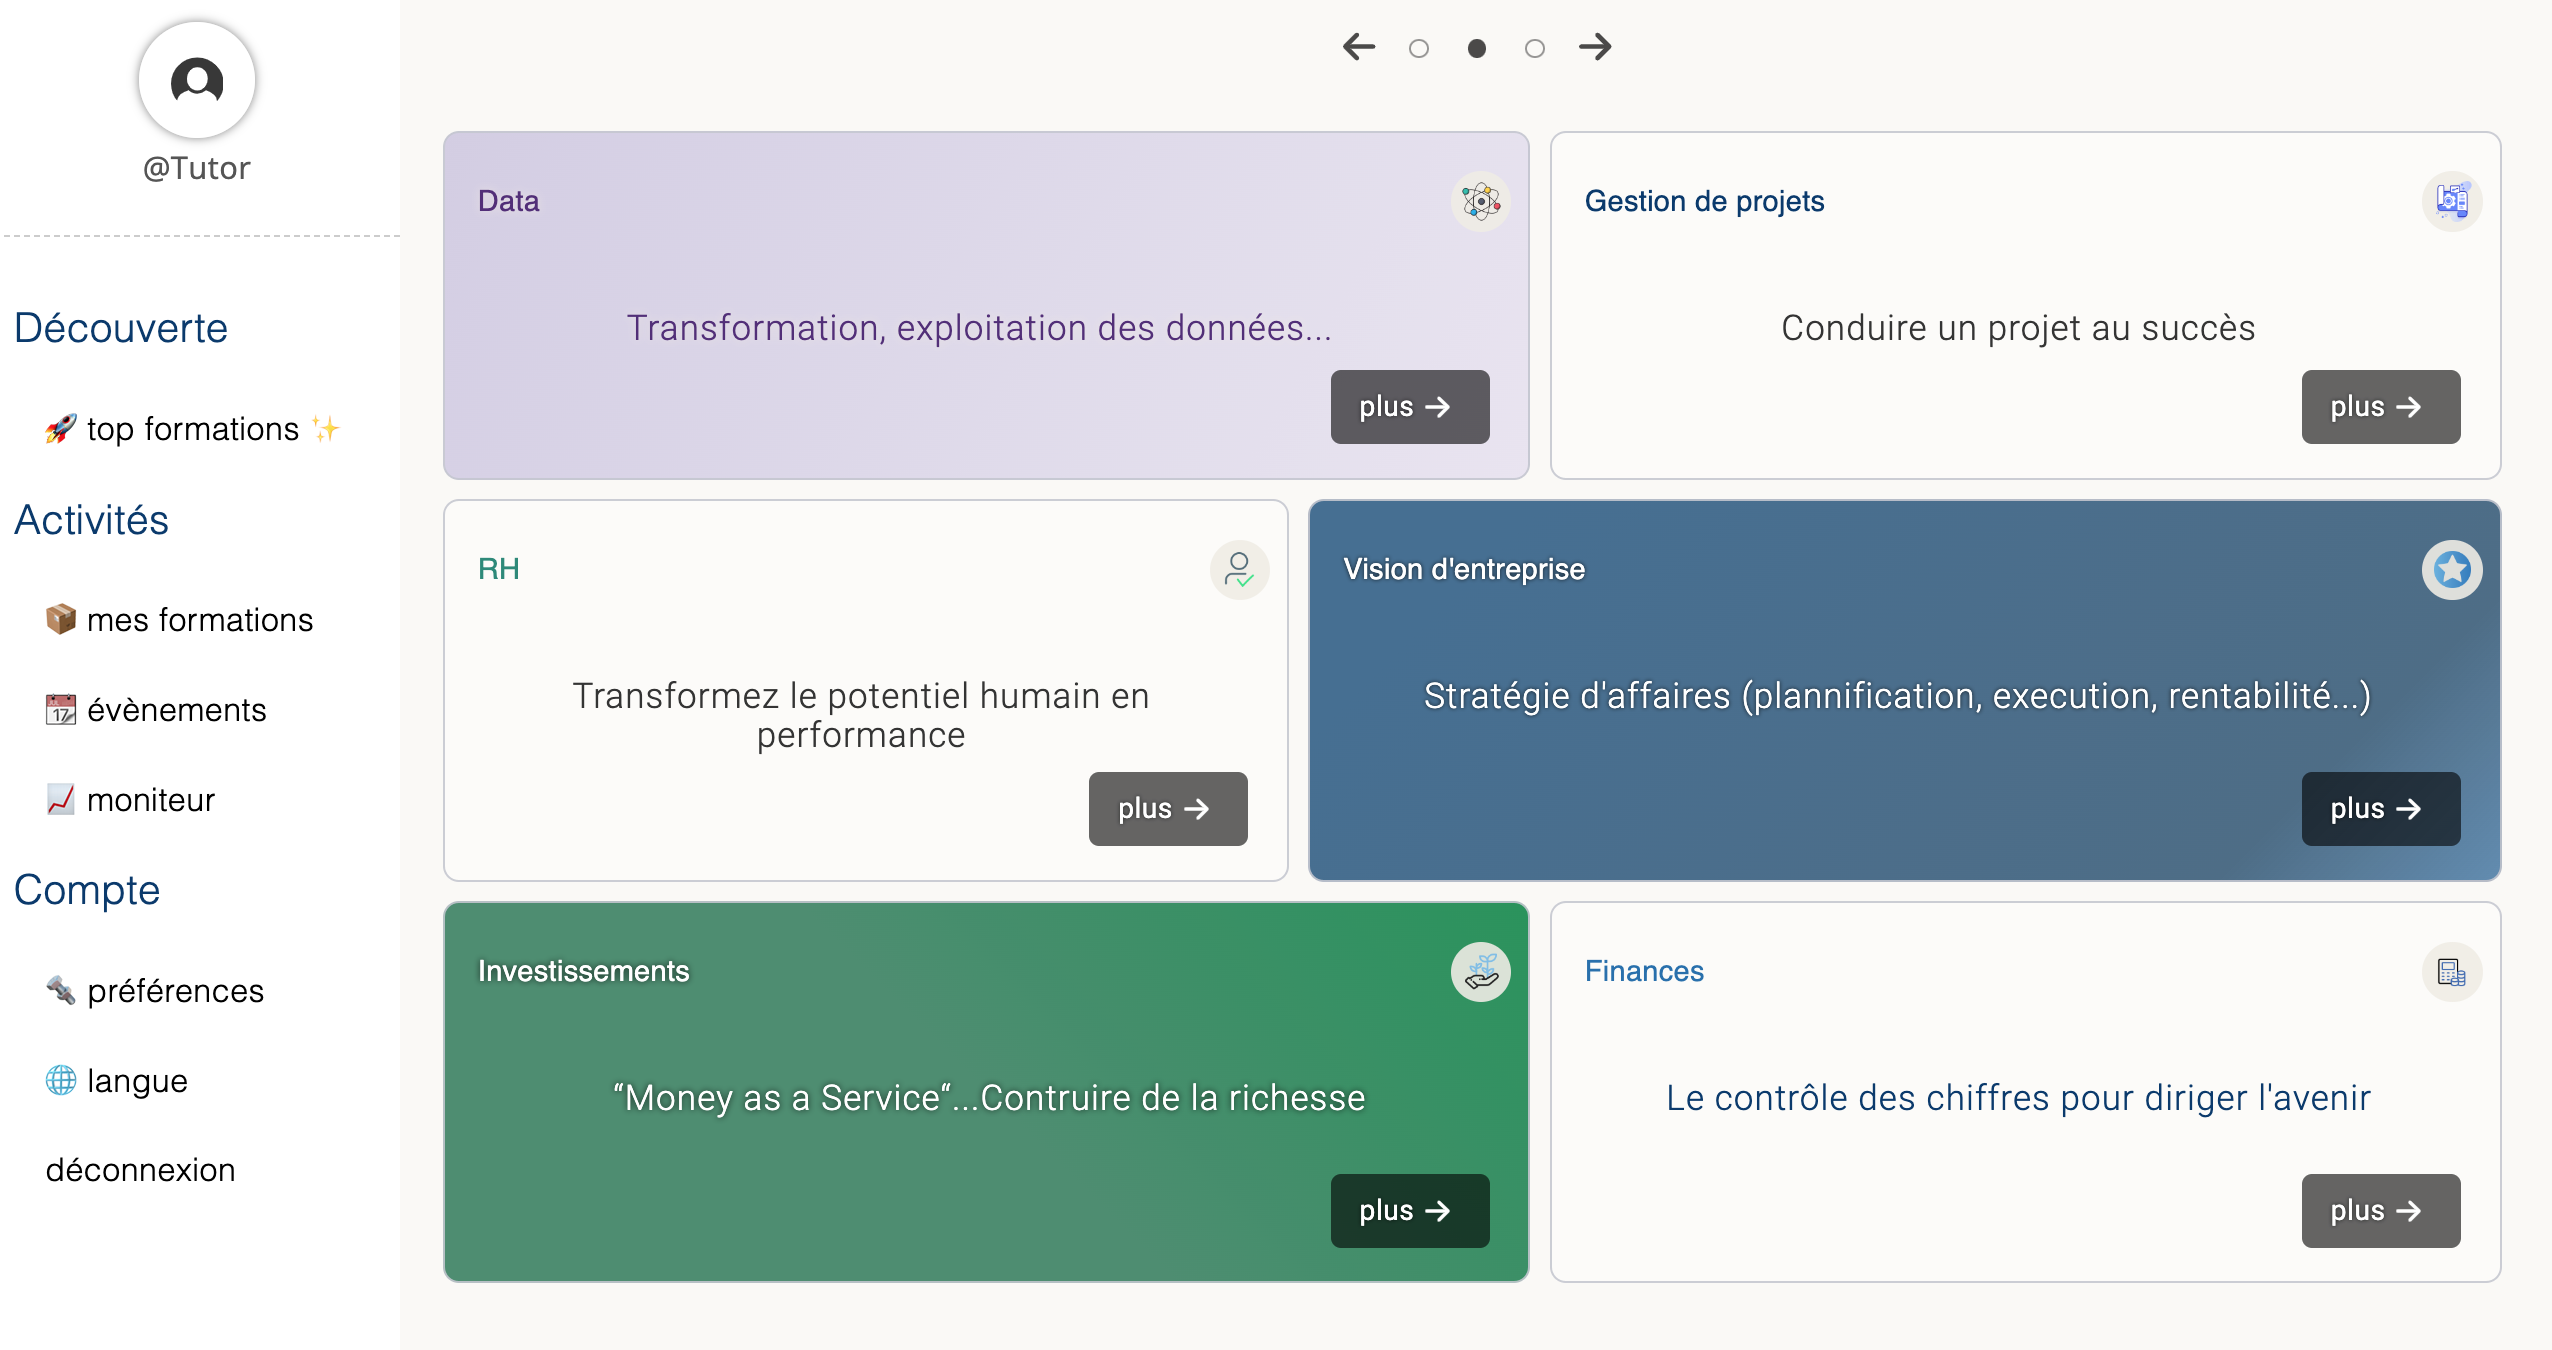 @Tutor
Découverte
top formations
Activités
mes formations
évènements
moniteur
Compte
préférences
langue
déconnexion
Data
Transformation, exploitation des données...
plus →
Gestion de projets
Conduire un projet au succès
plus →
RH
Transformez le potentiel humain en
performance
plus →
Vision d'entreprise
Stratégie d'affaires (plannification, execution, rentabilité...)
plus →
Investissements
“Money as a Service“...Contruire de la richesse
plus →
Finances
Le contrôle des chiffres pour diriger l'avenir
plus →